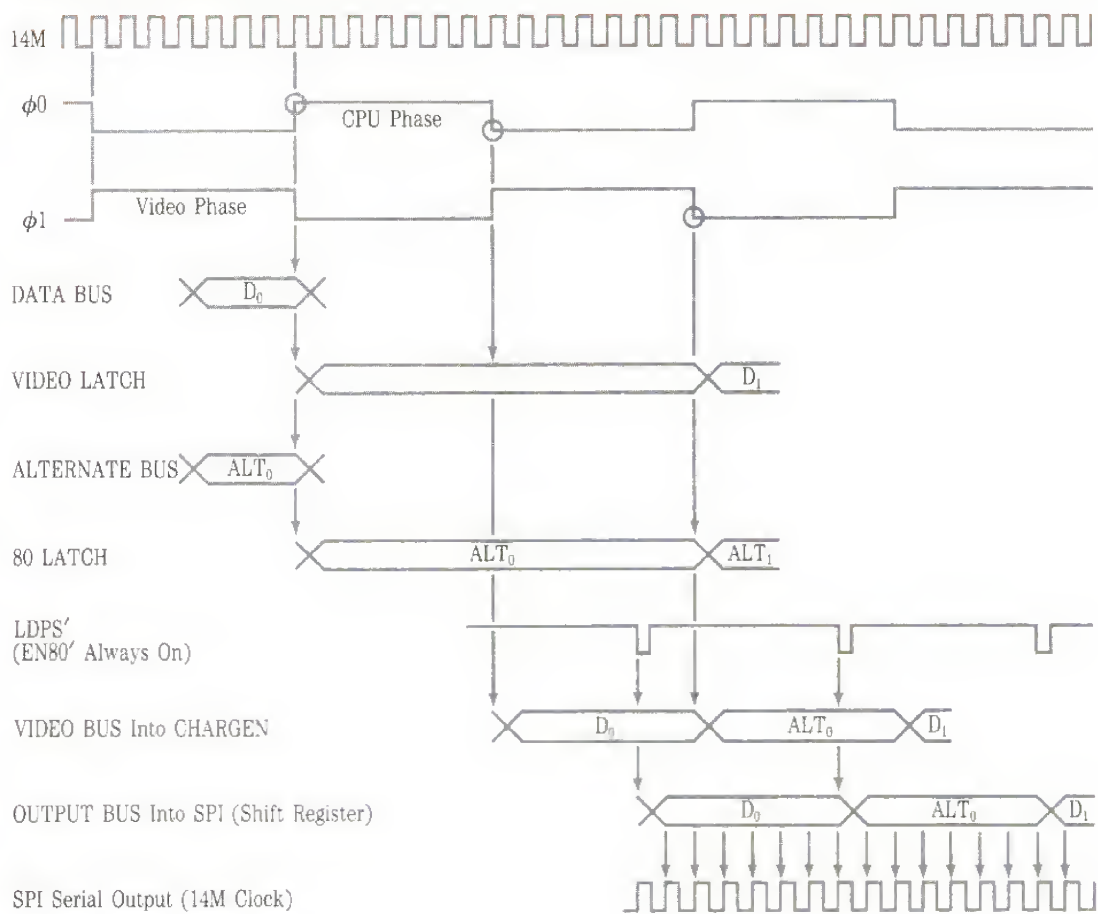 14M
ϕ0
CPU Phase
Video Phase
ϕ1
DATA BUS
D₀
VIDEO LATCH
D₁
ALTERNATE BUS
ALT₀
80 LATCH
ALT₀
ALT₁
LDPS′
(EN80′ Always On)
VIDEO BUS Into CHARGEN
D₀
ALT₀
D₁
OUTPUT BUS Into SPI (Shift Register)
D₀
ALT₀
D₁
SPI Serial Output (14M Clock)